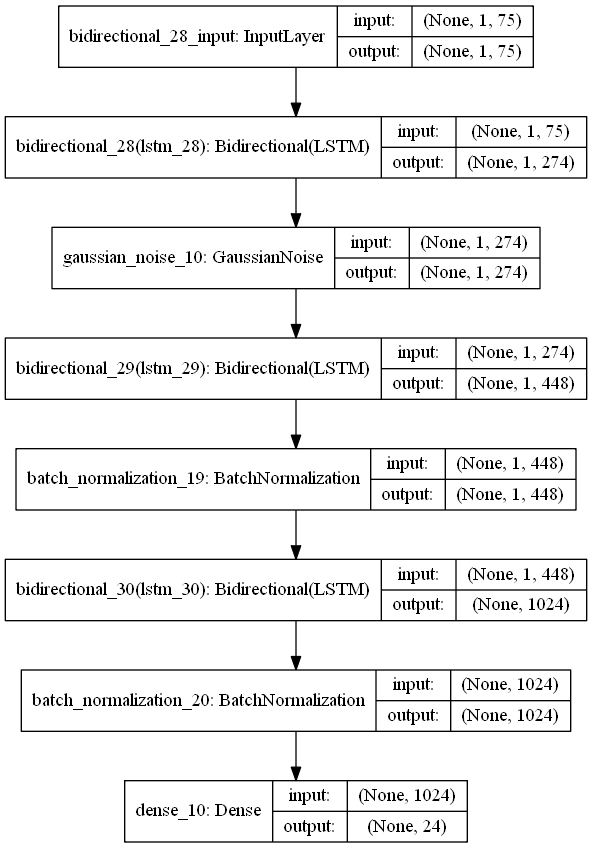 bidirectional_28_input: InputLayer
input: (None, 1, 75)
output: (None, 1, 75)
bidirectional_28(lstm_28): Bidirectional(LSTM)
input: (None, 1, 75)
output: (None, 1, 274)
gaussian_noise_10: GaussianNoise
input: (None, 1, 274)
output: (None, 1, 274)
bidirectional_29(lstm_29): Bidirectional(LSTM)
input: (None, 1, 274)
output: (None, 1, 448)
batch_normalization_19: BatchNormalization
input: (None, 1, 448)
output: (None, 1, 448)
bidirectional_30(lstm_30): Bidirectional(LSTM)
input: (None, 1, 448)
output: (None, 1024)
batch_normalization_20: BatchNormalization
input: (None, 1024)
output: (None, 1024)
dense_10: Dense
input: (None, 1024)
output: (None, 24)